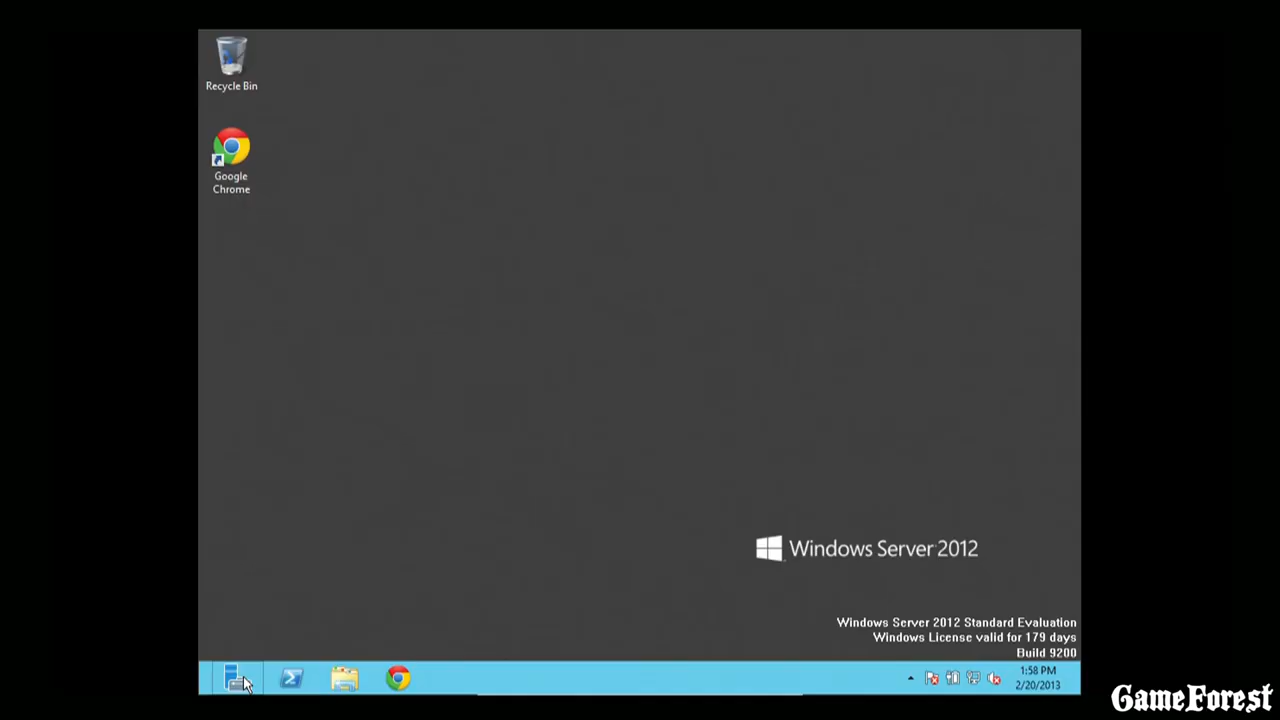 Recycle Bin
Google
Chrome
Windows Server 2012
Windows Server 2012 Standard Evaluation
Windows License valid for 179 days
Build 9200
1:58 PM
2/20/2013
GameForest